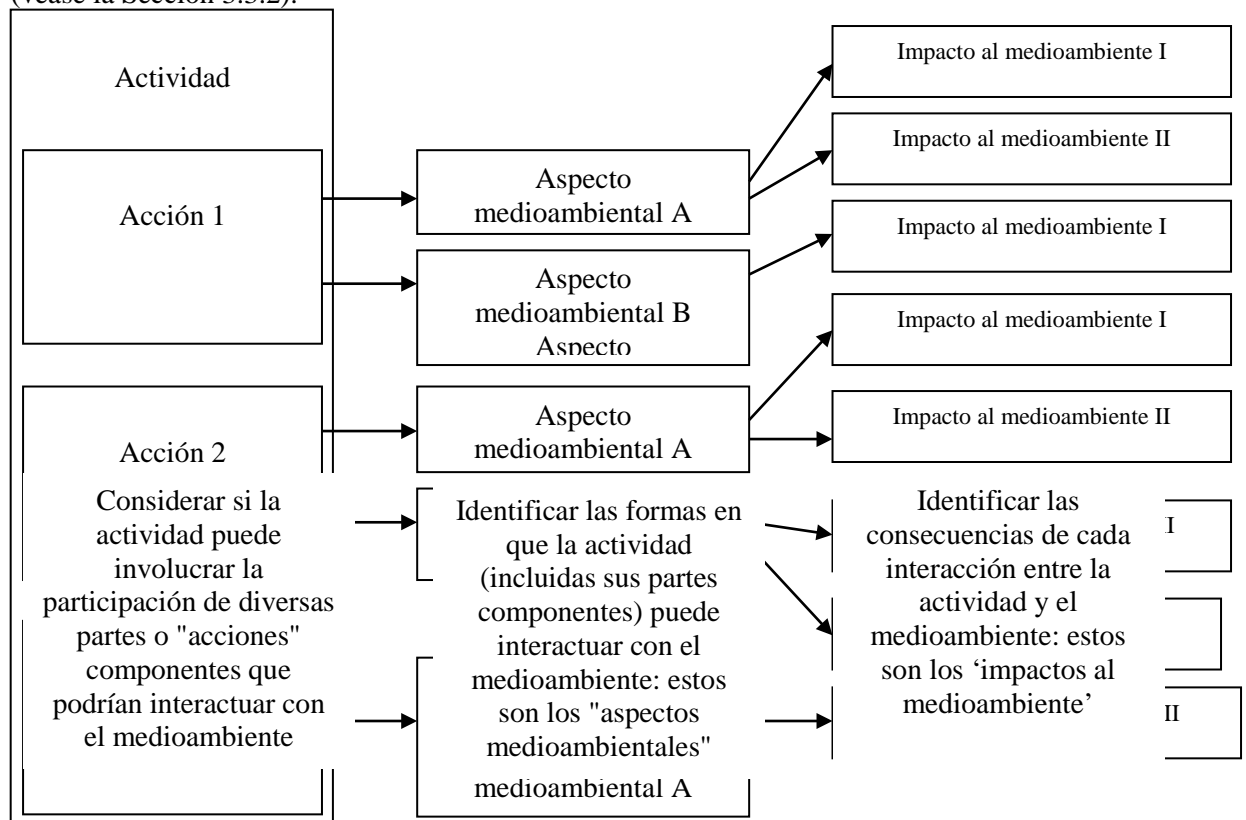 (véase la Sección 3.3.2).
Actividad
Acción 1
Acción 2
Considerar si la
actividad puede
involucrar la
participación de diversas
partes o "acciones"
componentes que
podrían interactuar con
el medioambiente
Aspecto
medioambiental A
Aspecto
medioambiental B
Aspecto
Aspecto
medioambiental A
Identificar las formas en
que la actividad
(incluidas sus partes
componentes) puede
interactuar con el
medioambiente: estos
son los "aspectos
medioambientales"
medioambiental A
Impacto al medioambiente I
Impacto al medioambiente II
Impacto al medioambiente I
Impacto al medioambiente I
Impacto al medioambiente II
Identificar las
consecuencias de cada
interacción entre la
actividad y el
medioambiente: estos
son los ‘impactos al
medioambiente’
I
II